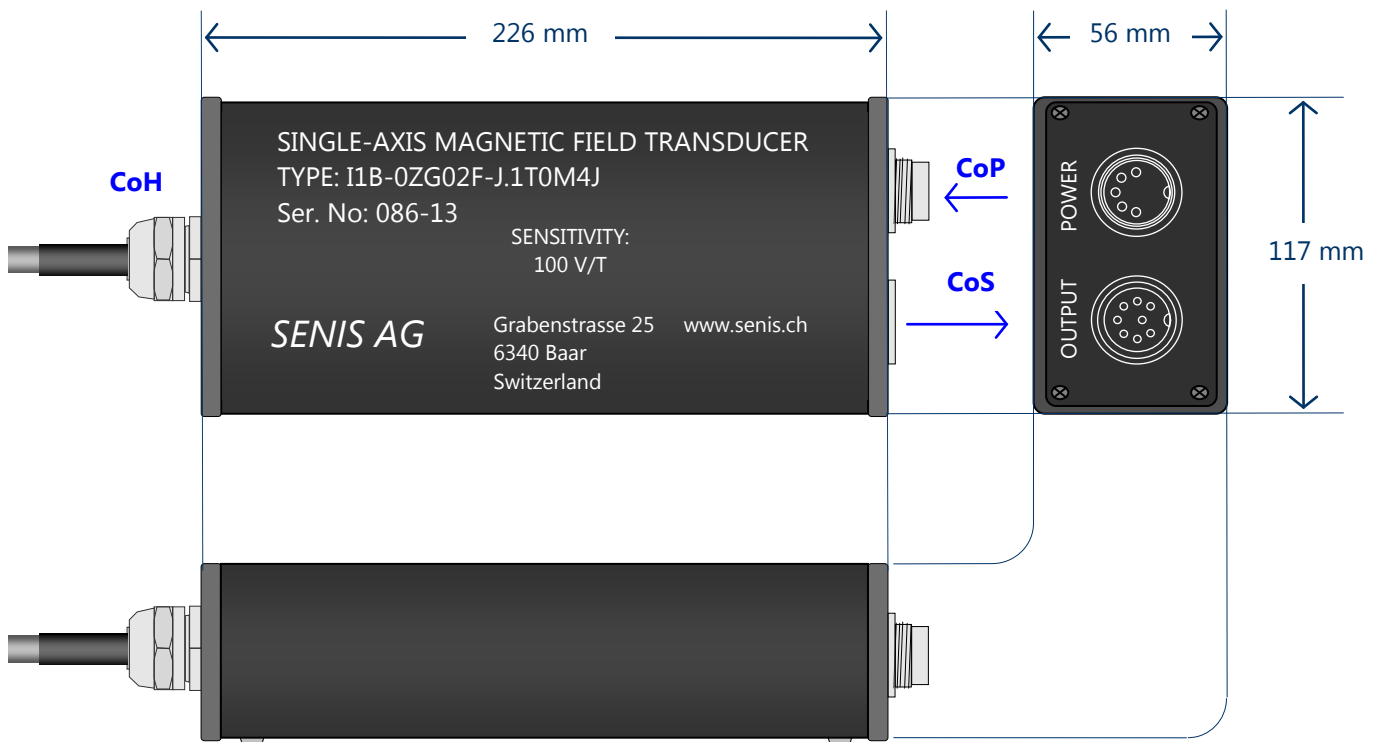 226 mm
56 mm
SINGLE-AXIS MAGNETIC FIELD TRANSDUCER
TYPE: I1B-0ZG02F-J.1T0M4J
Ser. No: 086-13
SENSITIVITY:
100 V/T
SENIS AG
Grabenstrasse 25 www.senis.ch
6340 Baar
Switzerland
CoH
CoP
CoS
POWER
OUTPUT
117 mm